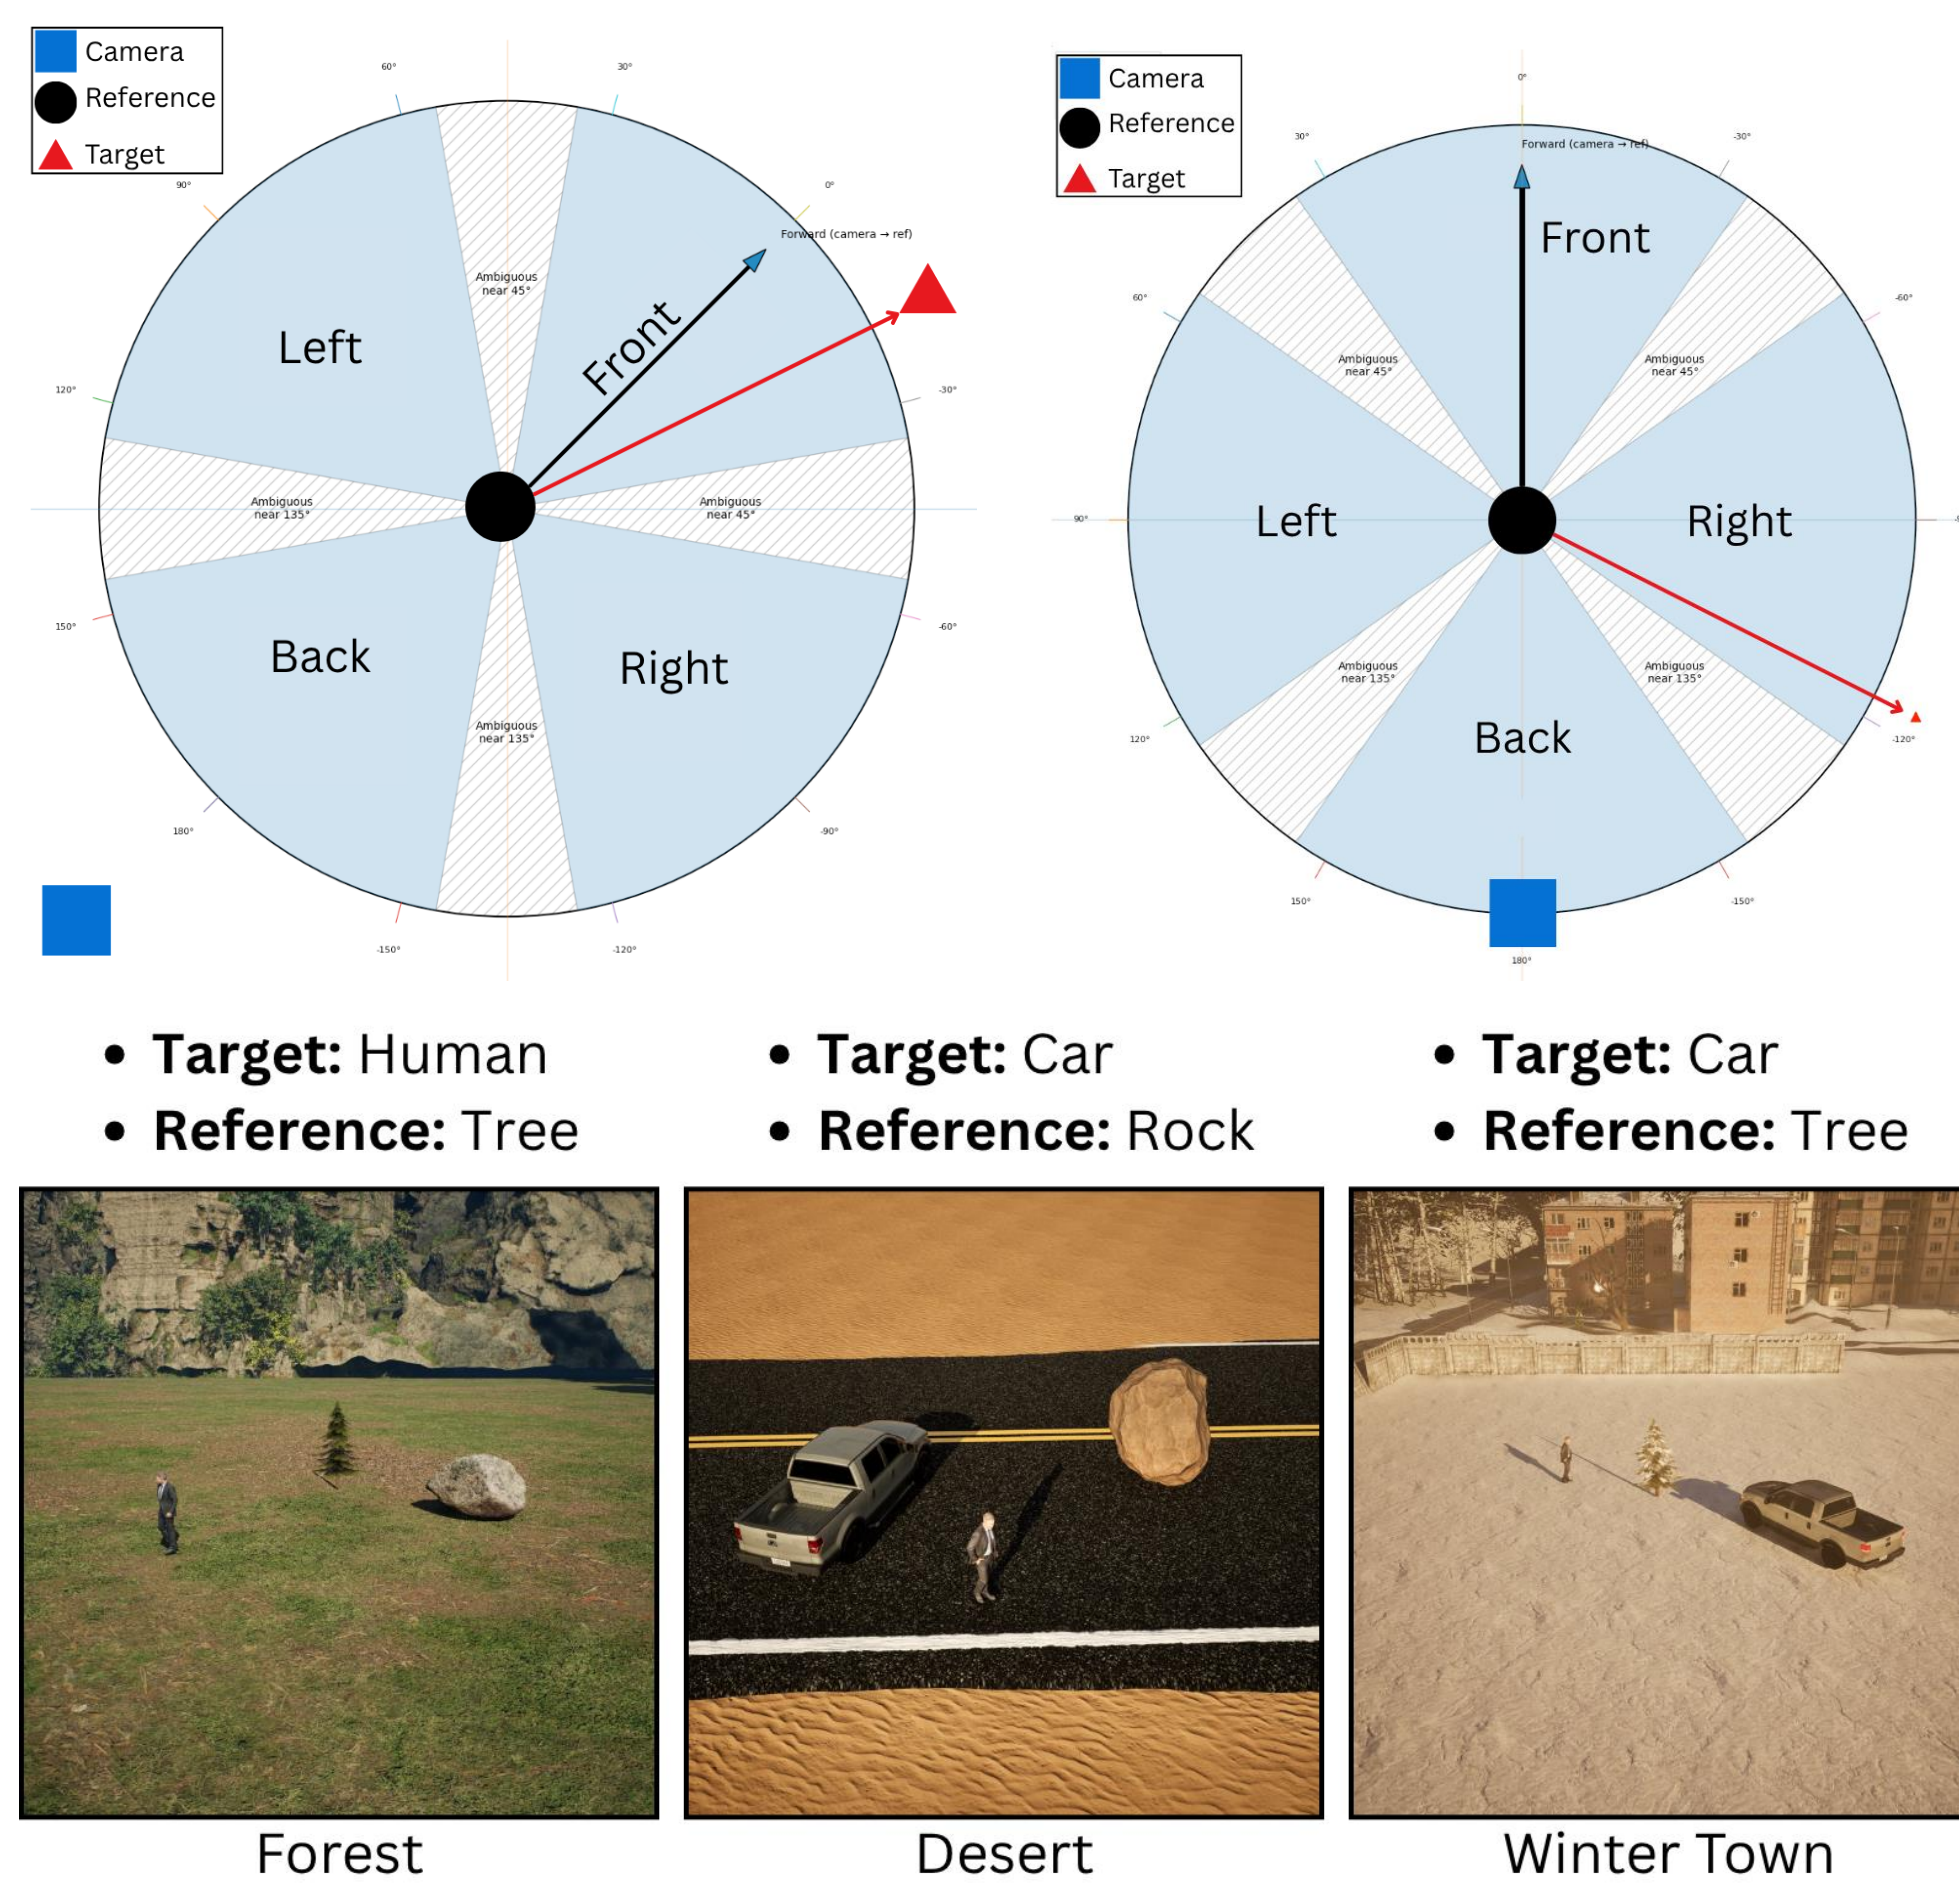 Camera
Reference
Target
60°
30°
90°
0°
Forward (camera → ref)
Ambiguous
near 45°
Front
Left
120°
-30°
Ambiguous
near 135°
Ambiguous
near 45°
150°
-60°
Back
Right
Ambiguous
near 135°
180°
-90°
-150°
-120°
Camera
Reference
Target
0°
30°
-30°
Forward (camera → ref)
Front
60°
-60°
Ambiguous
near 45°
Ambiguous
near 45°
90°
Left
Right
Ambiguous
near 135°
Ambiguous
near 135°
Back
120°
-120°
150°
-150°
180°
• Target: Human
• Reference: Tree
• Target: Car
• Reference: Rock
• Target: Car
• Reference: Tree
Forest
Desert
Winter Town